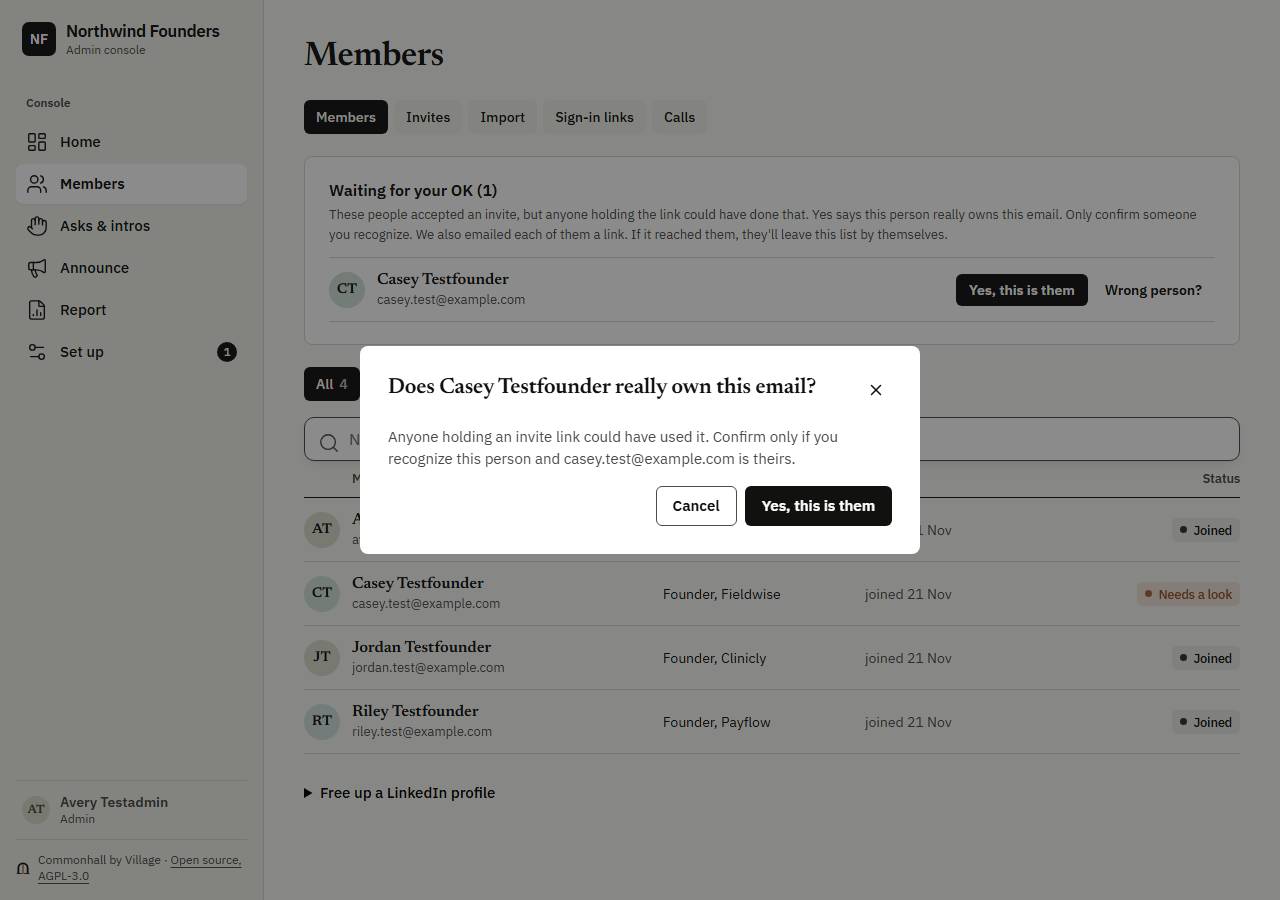 NF
Northwind Founders
Admin console
Console
Home
Members
Asks & intros
Announce
Report
Set up
1
AT
Avery Testadmin
Admin
Commonhall by Village · Open source,
AGPL-3.0
Members
Members Invites Import Sign-in links Calls
Waiting for your OK (1)
These people accepted an invite, but anyone holding the link could have done that. Yes says this person really owns this email. Only confirm someone
you recognize. We also emailed each of them a link. If it reached them, they'll leave this list by themselves.
CT
Casey Testfounder
casey.test@example.com
Yes, this is them
Wrong person?
All 4
Does Casey Testfounder really own this email?
Anyone holding an invite link could have used it. Confirm only if you
recognize this person and casey.test@example.com is theirs.
Cancel
Yes, this is them
Status
AT
Nov
Joined
CT
Casey Testfounder
casey.test@example.com
Founder, Fieldwise
joined 21 Nov
Needs a look
JT
Jordan Testfounder
jordan.test@example.com
Founder, Clinicly
joined 21 Nov
Joined
RT
Riley Testfounder
riley.test@example.com
Founder, Payflow
joined 21 Nov
Joined
Free up a LinkedIn profile